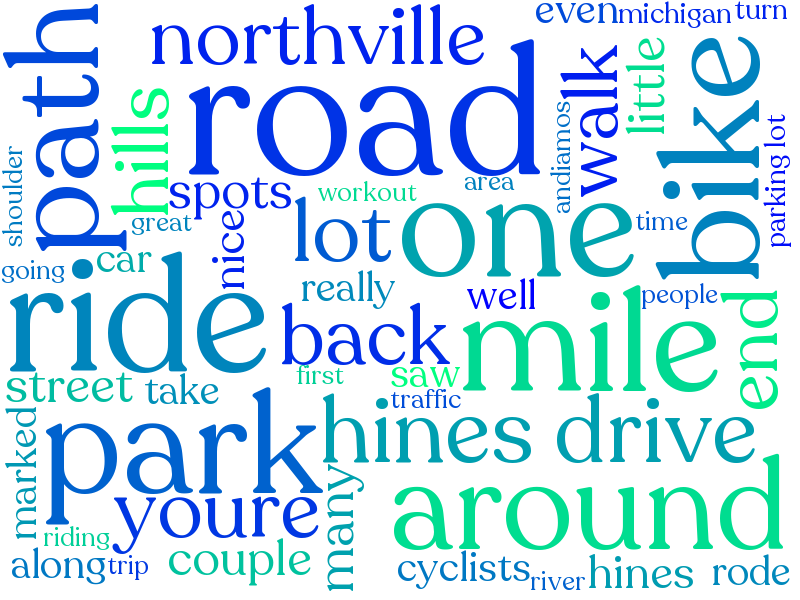 even
michigan
turn
path
northville
road
hills
walk
little
bike
shoulder
spots
workout
area
andiamos
parking lot
great
nice
lot
one
time
going
car
ride
really
well
people
back
mile
end
street
take
first
saw
traffic
marked
park
hines drive
youre
many
around
riding
along
trip
couple
cyclists
river
hines
rode